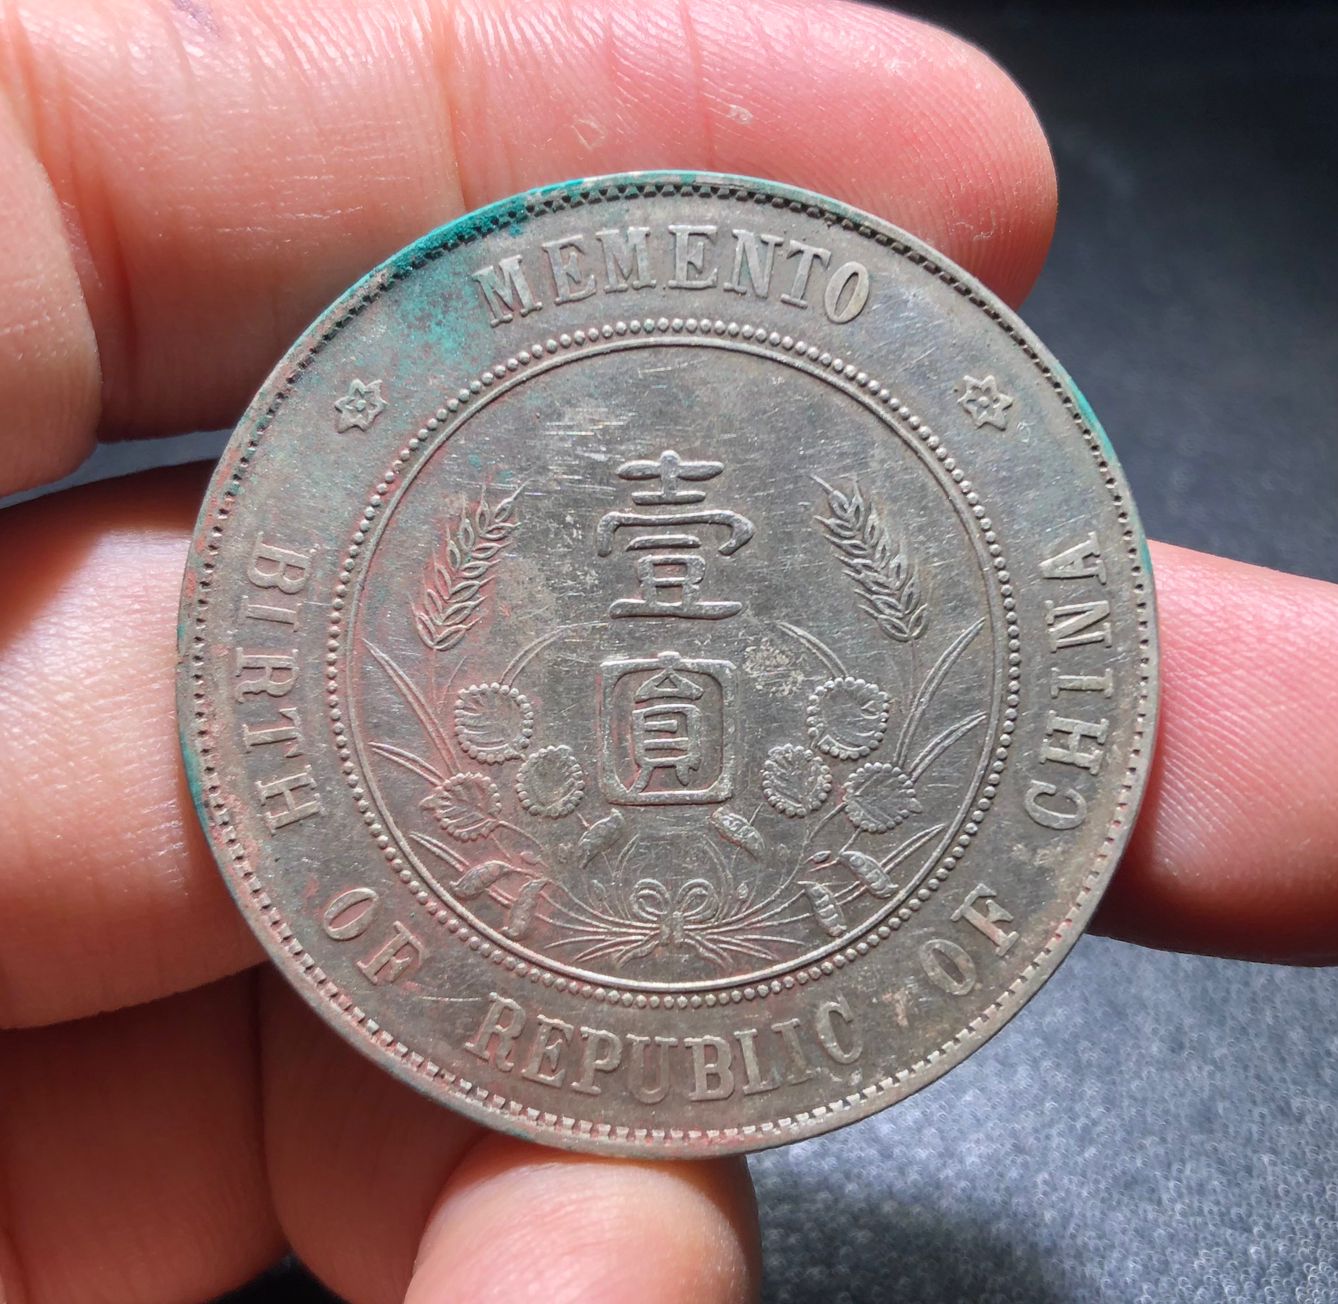 MEMENTO
壹
圓
BIRTH OF REPUBLIC OF CHINA